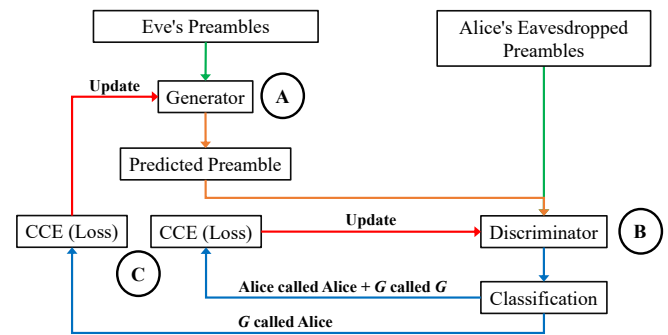 Eve's Preambles
Alice's Eavesdropped
Preambles
Update
Generator
A
Predicted Preamble
CCE (Loss)
CCE (Loss)
Update
Discriminator
B
C
Alice called Alice + G called G
Classification
G called Alice